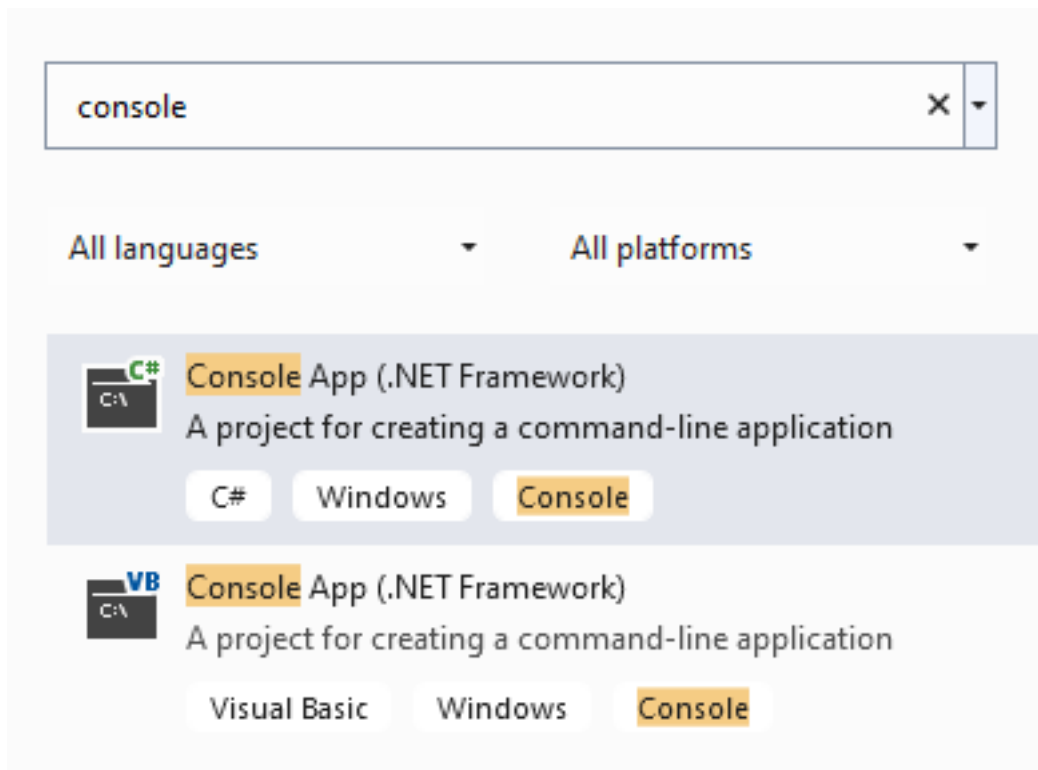 console
All languages All platforms
C#
Console App (.NET Framework)
C:\
A project for creating a command-line application
C# Windows Console
VB
Console App (.NET Framework)
C:\
A project for creating a command-line application
Visual Basic Windows Console